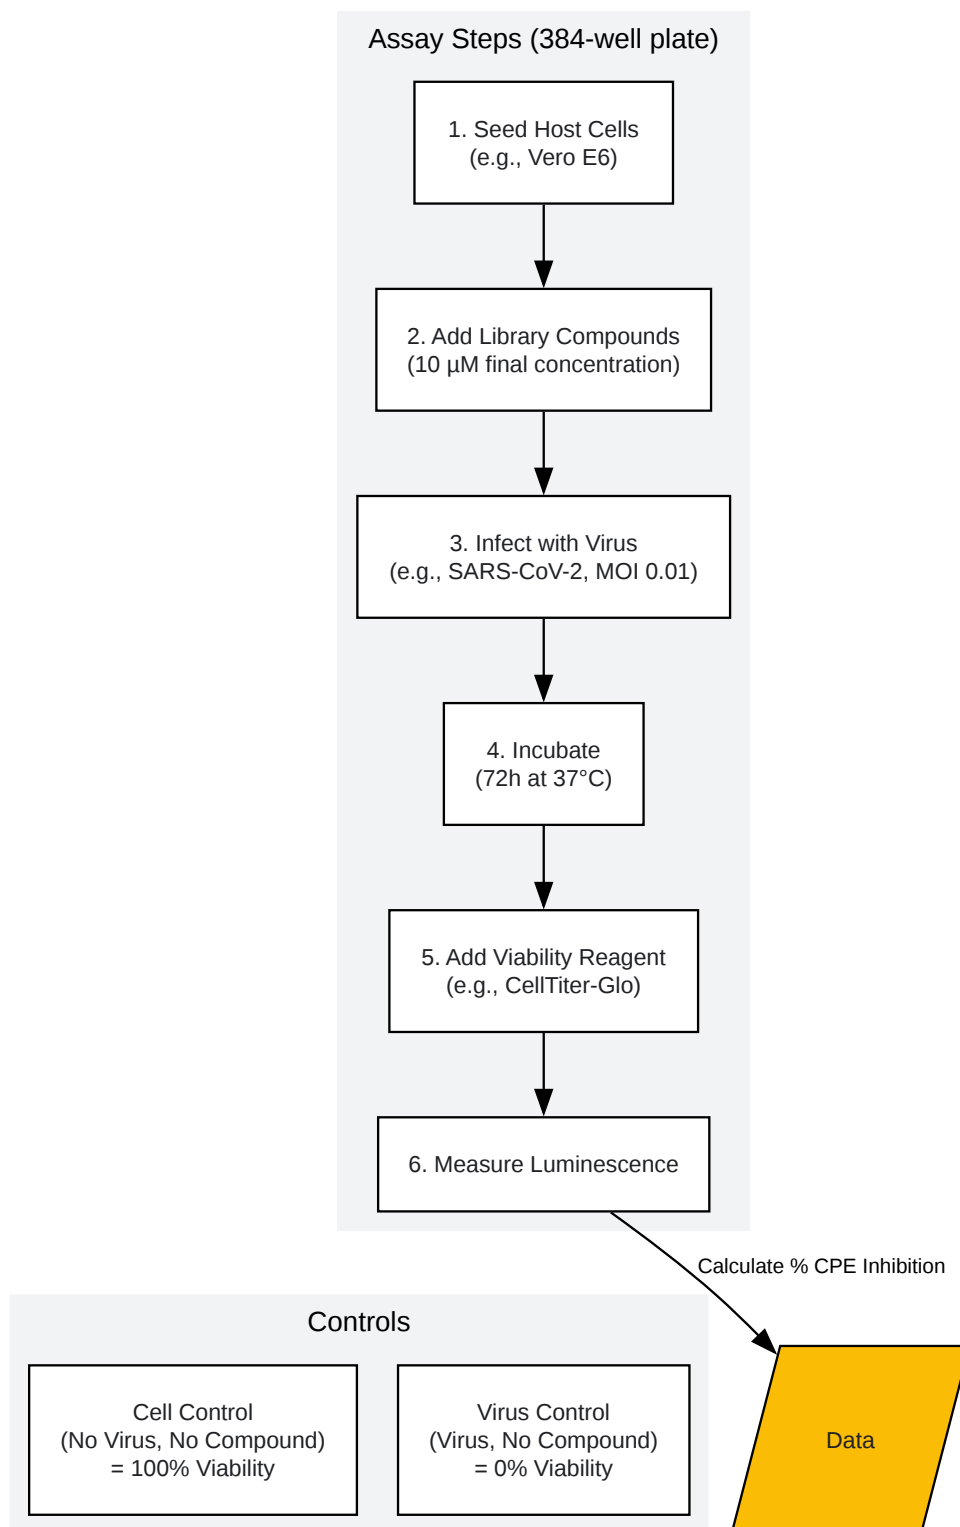 Assay Steps (384-well plate)
1. Seed Host Cells
(e.g., Vero E6)
2. Add Library Compounds
(10 µM final concentration)
3. Infect with Virus
(e.g., SARS-CoV-2, MOI 0.01)
4. Incubate
(72h at 37°C)
5. Add Viability Reagent
(e.g., CellTiter-Glo)
6. Measure Luminescence
Calculate % CPE Inhibition
Controls
Cell Control
(No Virus, No Compound)
= 100% Viability
Virus Control
(Virus, No Compound)
= 0% Viability
Data